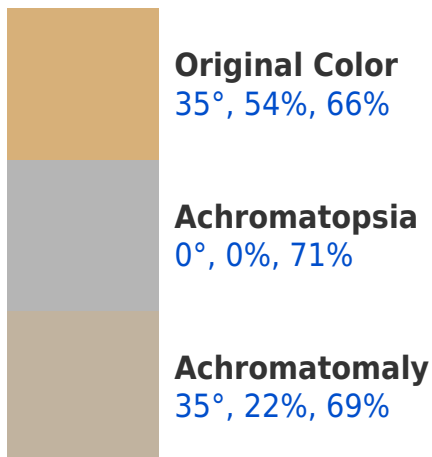 Original Color
35°, 54%, 66%
Achromatopsia
0°, 0%, 71%
Achromatomaly
35°, 22%, 69%